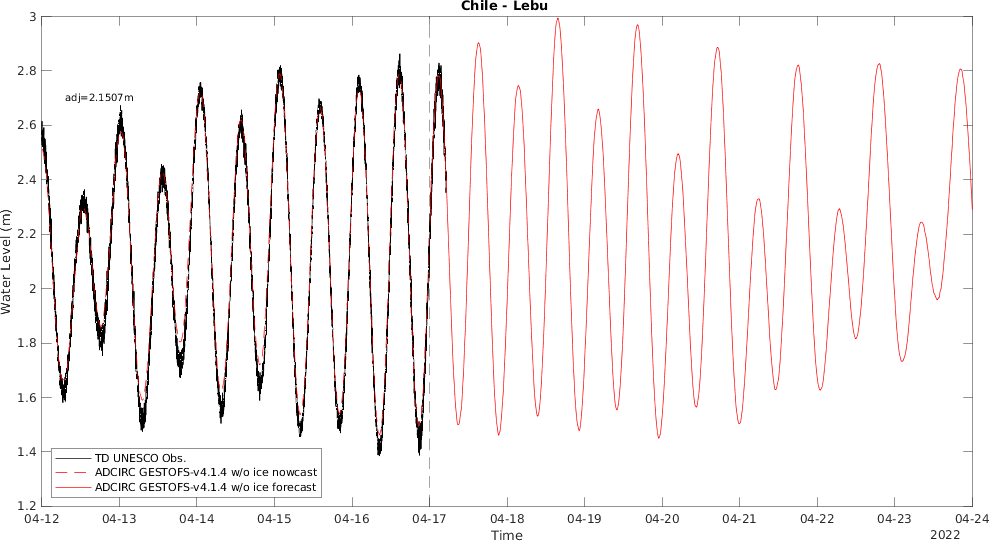 Chile - Lebu
3
2.8
2.6
2.4
2.2
2
1.8
1.6
1.4
1.2
Water Level (m)
adj=2.1507m
TD UNESCO Obs.
ADCIRC GESTOFS-v4.1.4 w/o ice nowcast
ADCIRC GESTOFS-v4.1.4 w/o ice forecast
04-12 04-13 04-14 04-15 04-16 04-17 04-18 04-19 04-20 04-21 04-22 04-23 04-24
Time
2022